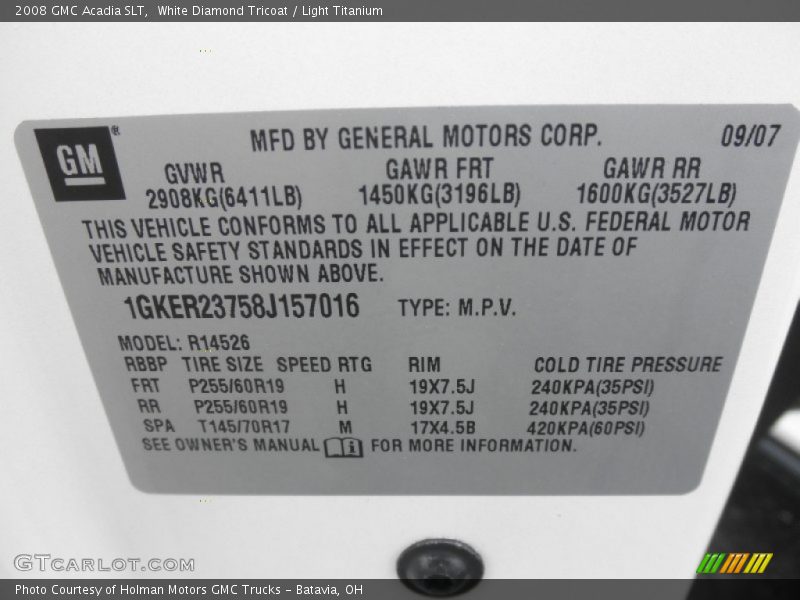 2008 GMC Acadia SLT,  White Diamond Tricoat / Light Titanium
GM®
MFD BY GENERAL MOTORS CORP. 09/07
GVWR GAWR FRT GAWR RR
2908KG(6411LB) 1450KG(3196LB) 1600KG(3527LB)
THIS VEHICLE CONFORMS TO ALL APPLICABLE U.S. FEDERAL MOTOR
VEHICLE SAFETY STANDARDS IN EFFECT ON THE DATE OF
MANUFACTURE SHOWN ABOVE.
1GKER23758J157016 TYPE: M.P.V.
MODEL: R14526
RBBP TIRE SIZE SPEED RTG RIM COLD TIRE PRESSURE
FRT P255/60R19 H 19X7.5J 240KPA(35PSI)
RR P255/60R19 H 19X7.5J 240KPA(35PSI)
SPA T145/70R17 M 17X4.5B 420KPA(60PSI)
SEE OWNER'S MANUAL i FOR MORE INFORMATION.
GTCARLOT.COM
Photo Courtesy of Holman Motors GMC Trucks - Batavia, OH